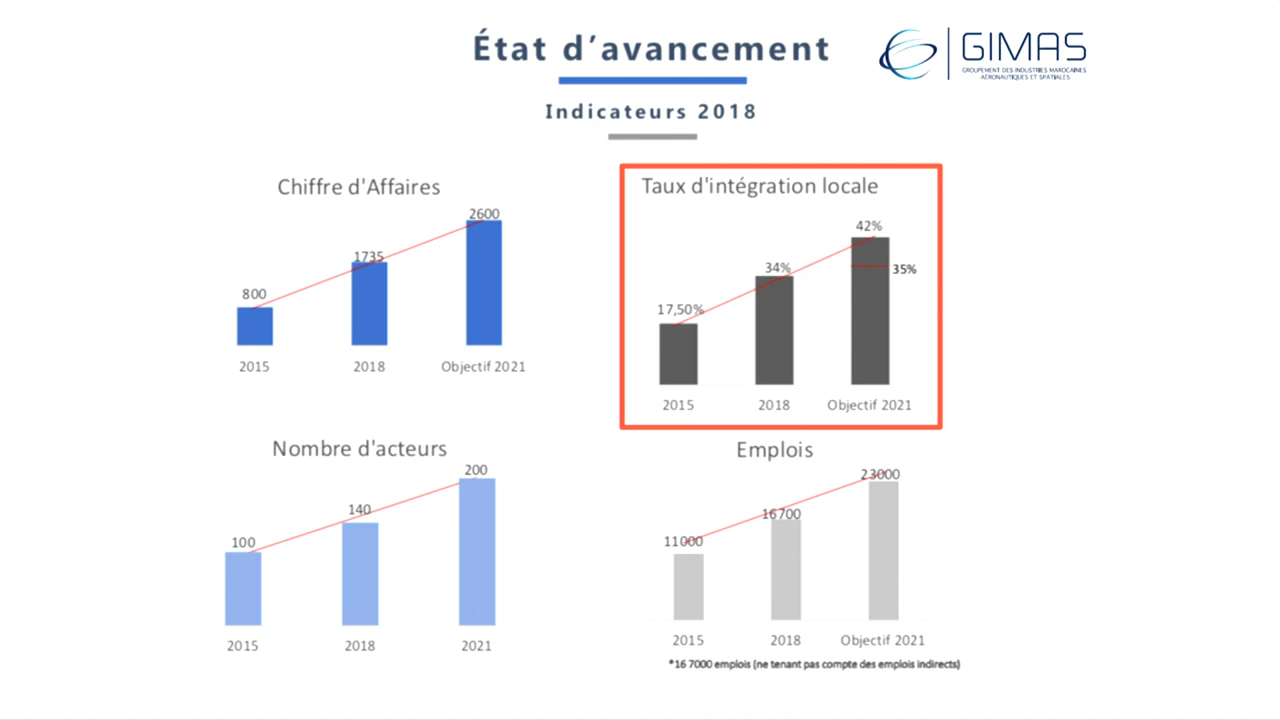 État d’avancement
GIMAS
GROUPEMENT DES INDUSTRIES MAROCAINES
AÉRONAUTIQUES ET SPATIALES
Indicateurs 2018
Chiffre d'Affaires
2600
1735
800
2015 2018 Objectif 2021
Taux d'intégration locale
42%
34%
35%
17,50%
2015 2018 Objectif 2021
Nombre d'acteurs
200
140
100
2015 2018 2021
Emplois
23000
16700
11000
2015 2018 Objectif 2021
*16 7000 emplois (ne tenant pas compte des emplois indirects)